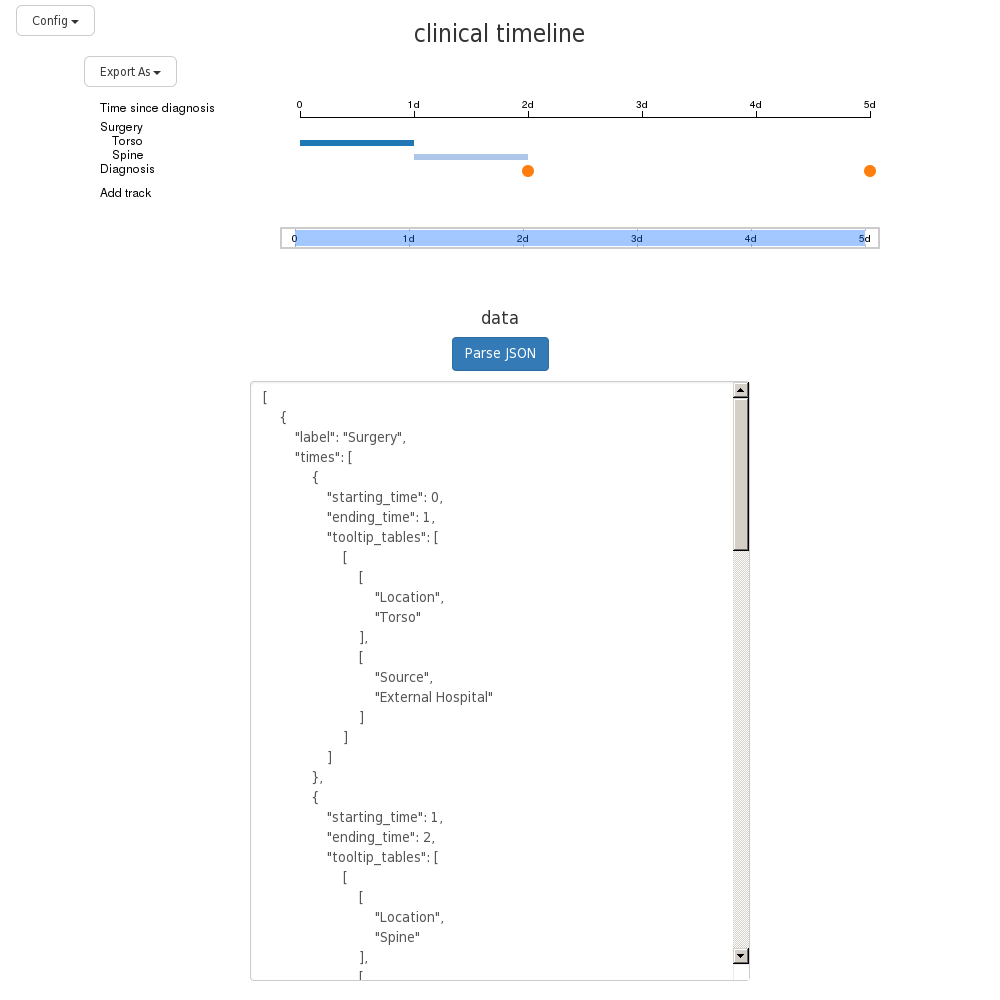 Config
clinical timeline
Export As
Time since diagnosis
0 1d 2d 3d 4d 5d
Surgery
Torso
Spine
Diagnosis
Add track
0 1d 2d 3d 4d 5d
data
Parse JSON
[
{
"label": "Surgery",
"times": [
{
"starting_time": 0,
"ending_time": 1,
"tooltip_tables": [
[
[
"Location",
"Torso"
],
[
"Source",
"External Hospital"
]
]
]
},
{
"starting_time": 1,
"ending_time": 2,
"tooltip_tables": [
[
[
"Location",
"Spine"
],
[